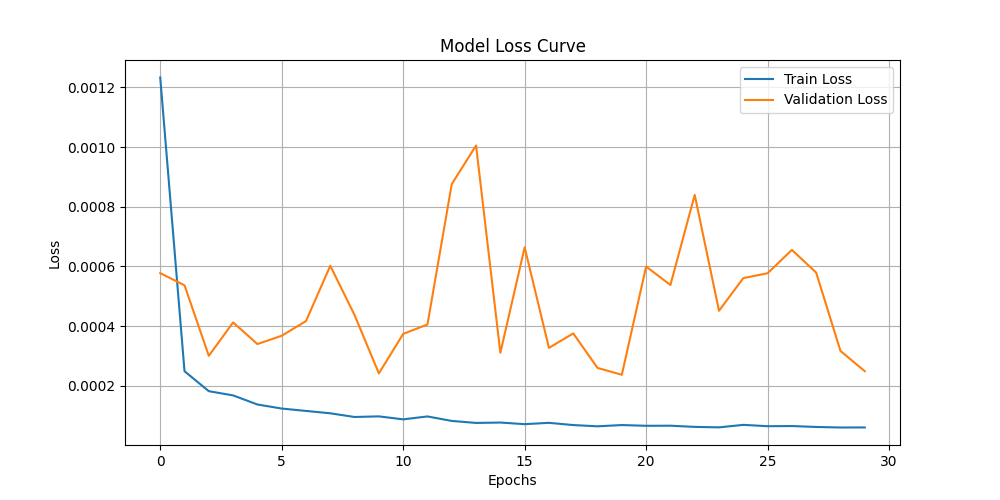 Model Loss Curve
Train Loss
Validation Loss
0.0012
0.0010
0.0008
0.0006
0.0004
0.0002
Loss
0 5 10 15 20 25 30
Epochs